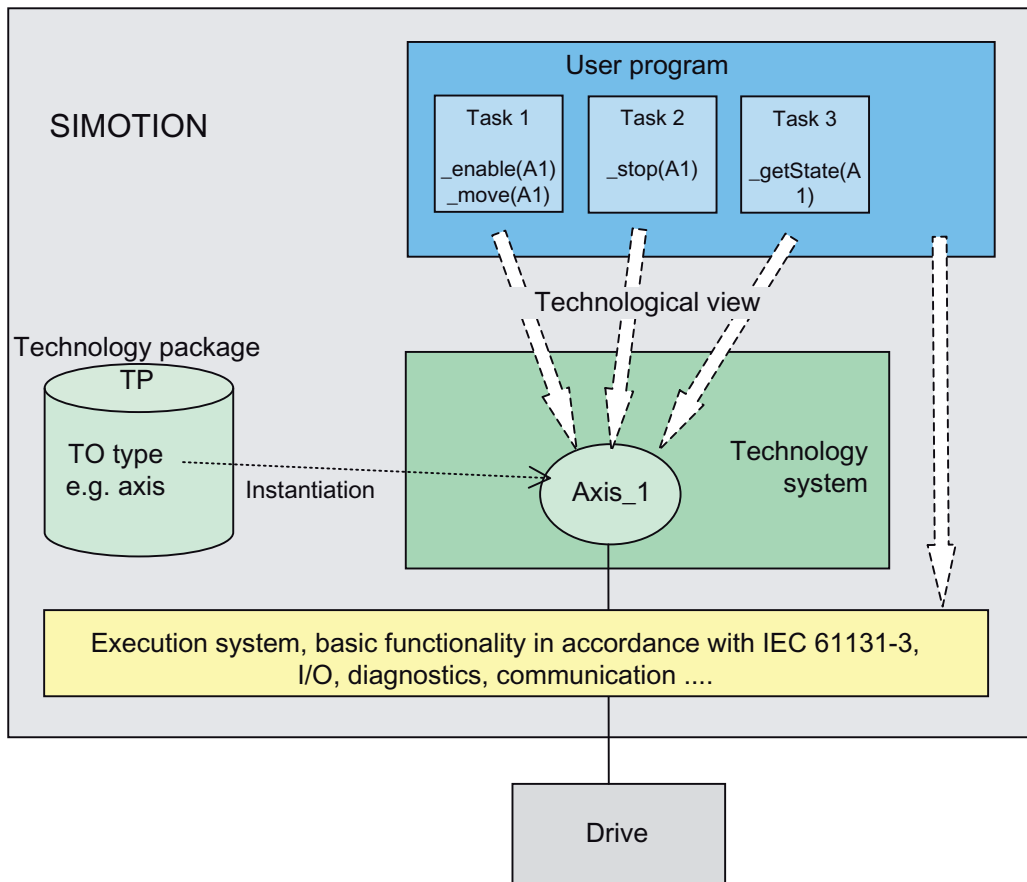 User program
SIMOTION
Task 1
_enable(A1)
_move(A1)
Task 2
_stop(A1)
Task 3
_getState(A
1)
Technological view
Technology package
TP
TO type
e.g. axis
Instantiation
Axis_1
Technology
system
Execution system, basic functionality in accordance with IEC 61131-3,
I/O, diagnostics, communication ....
Drive